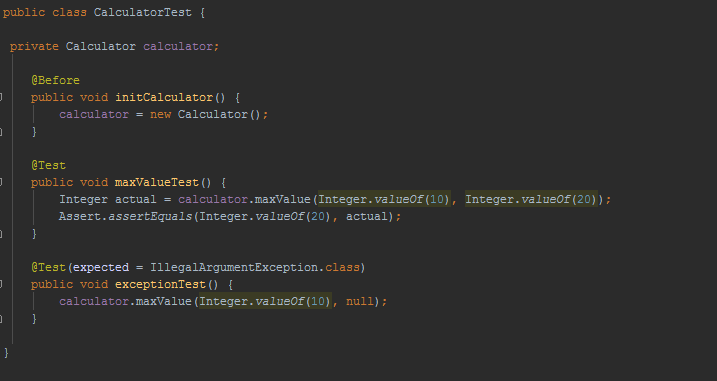 public class CalculatorTest {
private Calculator calculator;
@Before
public void initCalculator() {
calculator = new Calculator();
}
@Test
public void maxValueTest() {
Integer actual = calculator.maxValue(Integer.valueOf(10), Integer.valueOf(20));
Assert.assertEquals(Integer.valueOf(20), actual);
}
@Test(expected = IllegalArgumentException.class)
public void exceptionTest() {
calculator.maxValue(Integer.valueOf(10), null);
}
}